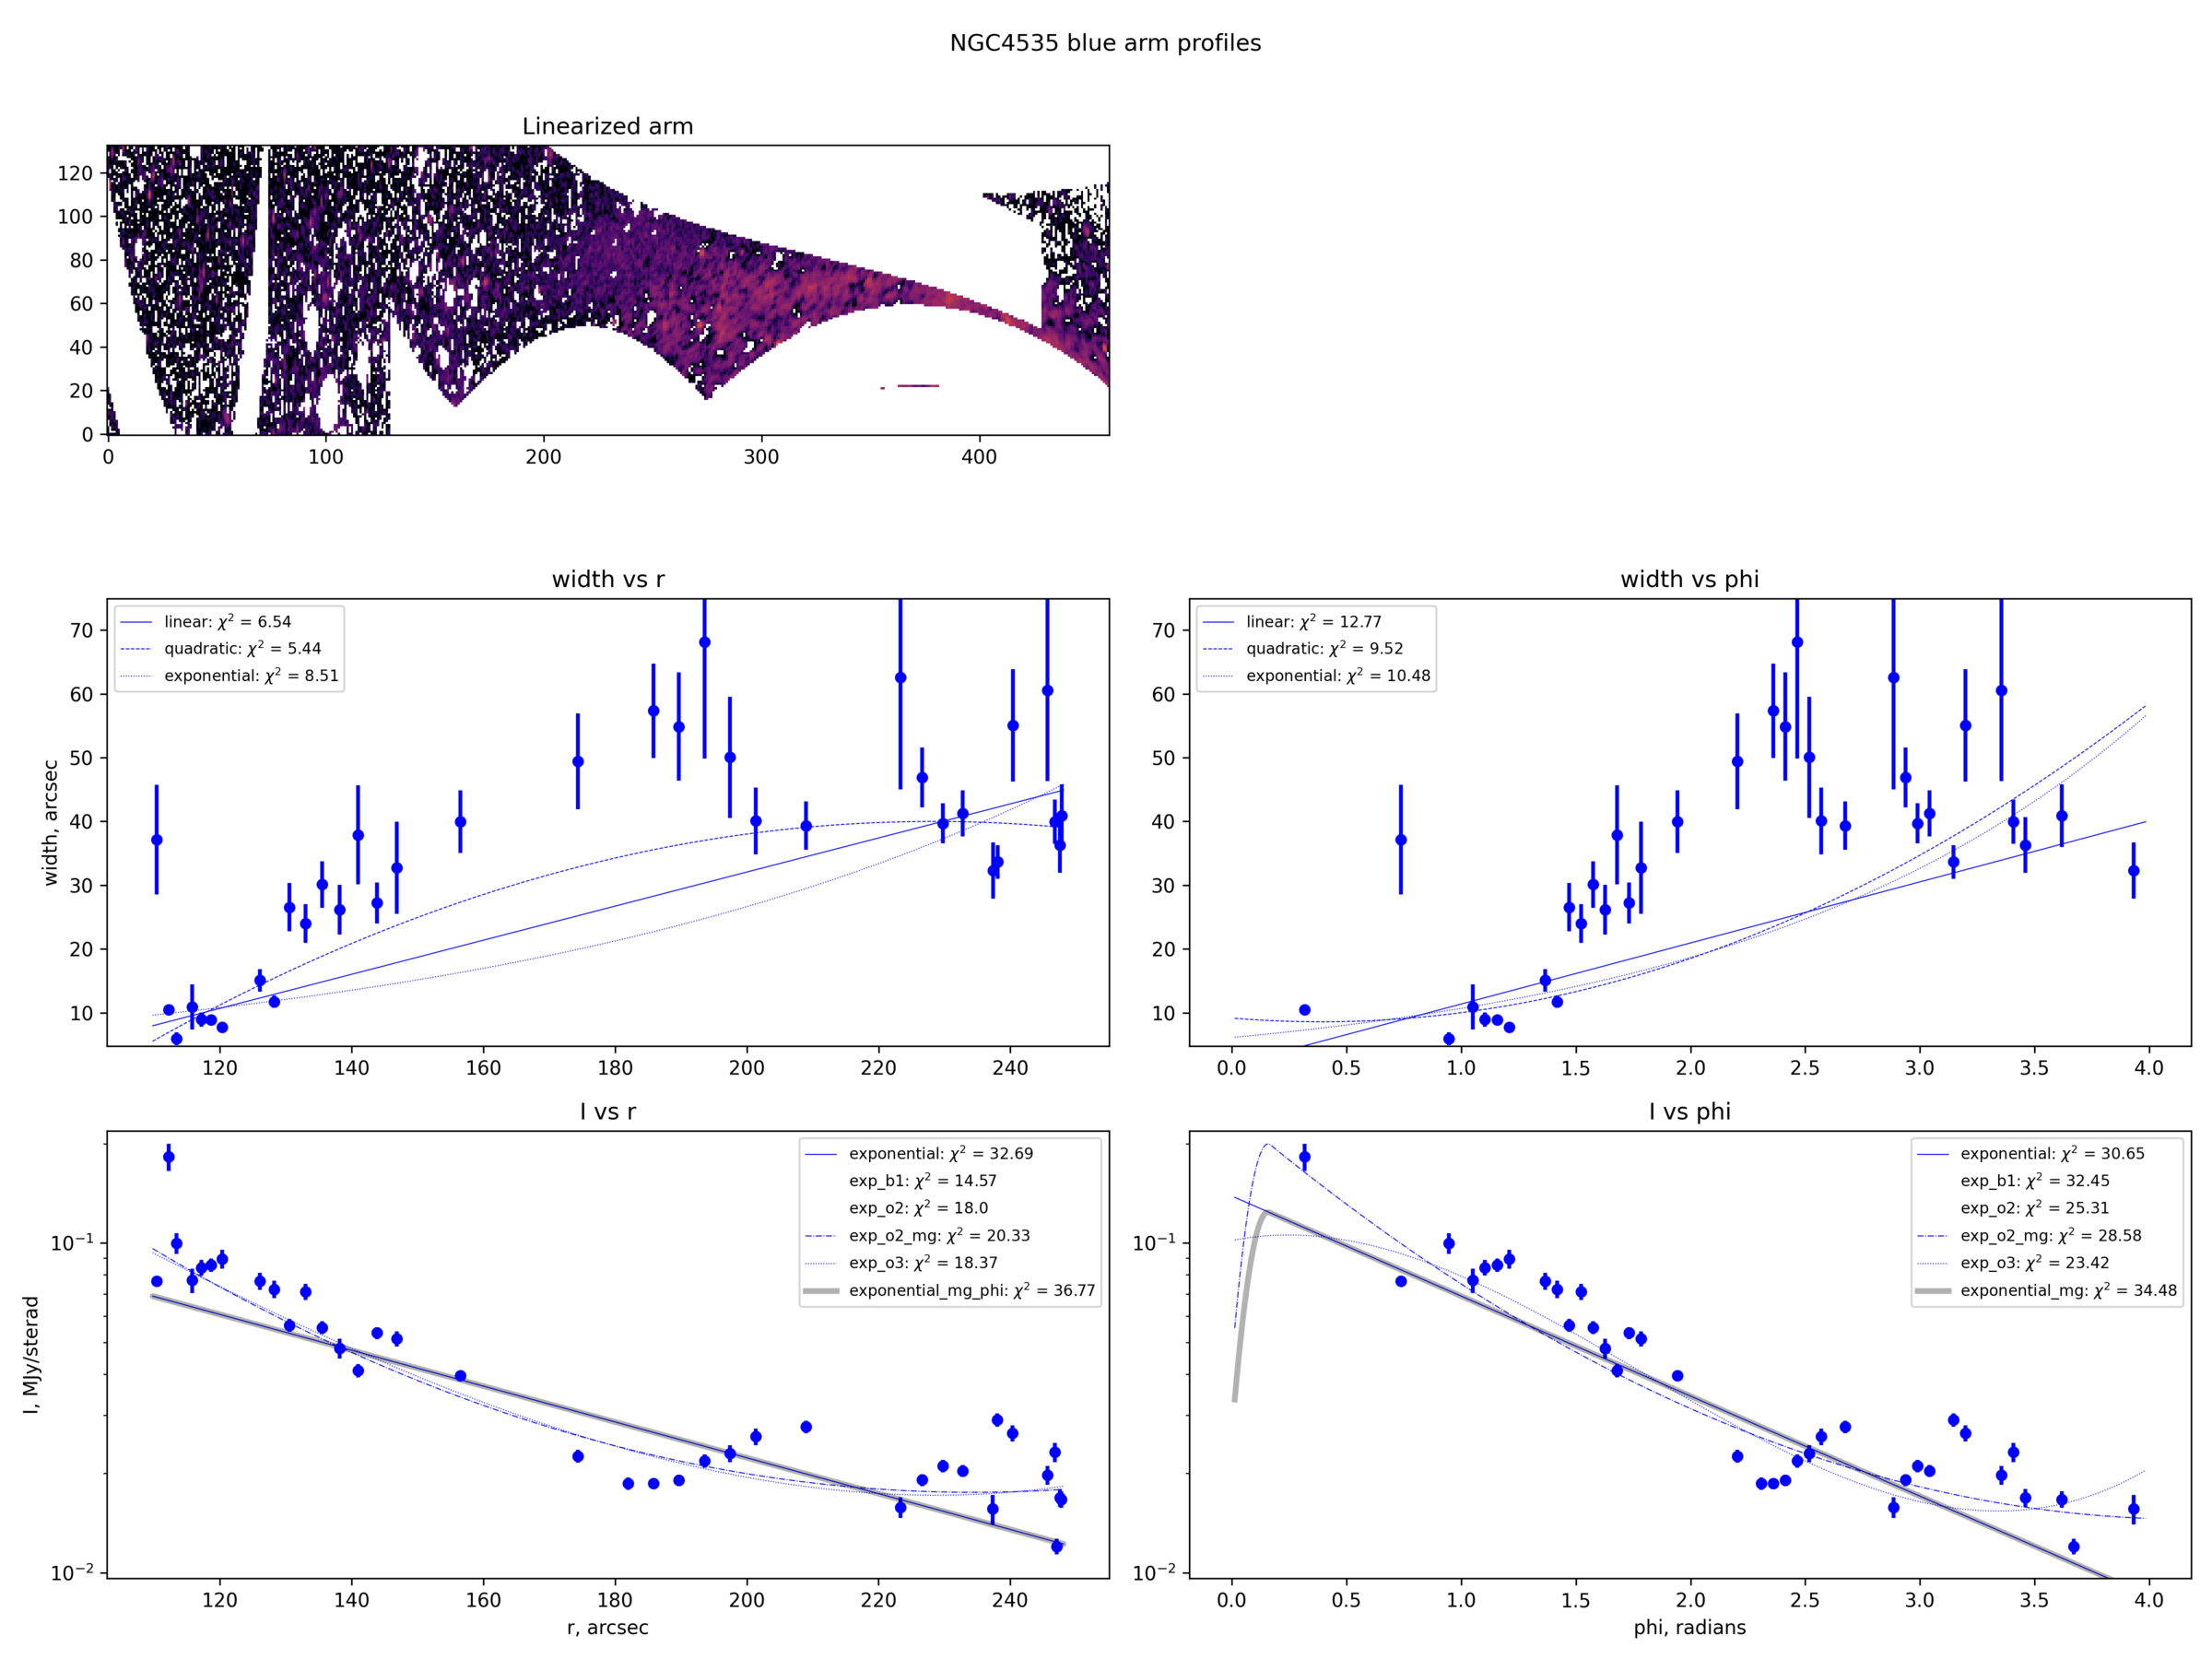 NGC4535 blue arm profiles
Linearized arm
120
100
80
60
40
20
0
0 100 200 300 400
width vs r
width, arcsec
70
60
50
40
30
20
10
linear: χ² = 6.54
quadratic: χ² = 5.44
exponential: χ² = 8.51
120 140 160 180 200 220 240
width vs phi
70
60
50
40
30
20
10
linear: χ² = 12.77
quadratic: χ² = 9.52
exponential: χ² = 10.48
0.0 0.5 1.0 1.5 2.0 2.5 3.0 3.5 4.0
I vs r
I, MJy/sterad
10⁻¹
10⁻²
exponential: χ² = 32.69
exp_b1: χ² = 14.57
exp_o2: χ² = 18.0
exp_o2_mg: χ² = 20.33
exp_o3: χ² = 18.37
exponential_mg_phi: χ² = 36.77
120 140 160 180 200 220 240
r, arcsec
I vs phi
10⁻¹
10⁻²
exponential: χ² = 30.65
exp_b1: χ² = 32.45
exp_o2: χ² = 25.31
exp_o2_mg: χ² = 28.58
exp_o3: χ² = 23.42
exponential_mg: χ² = 34.48
0.0 0.5 1.0 1.5 2.0 2.5 3.0 3.5 4.0
phi, radians